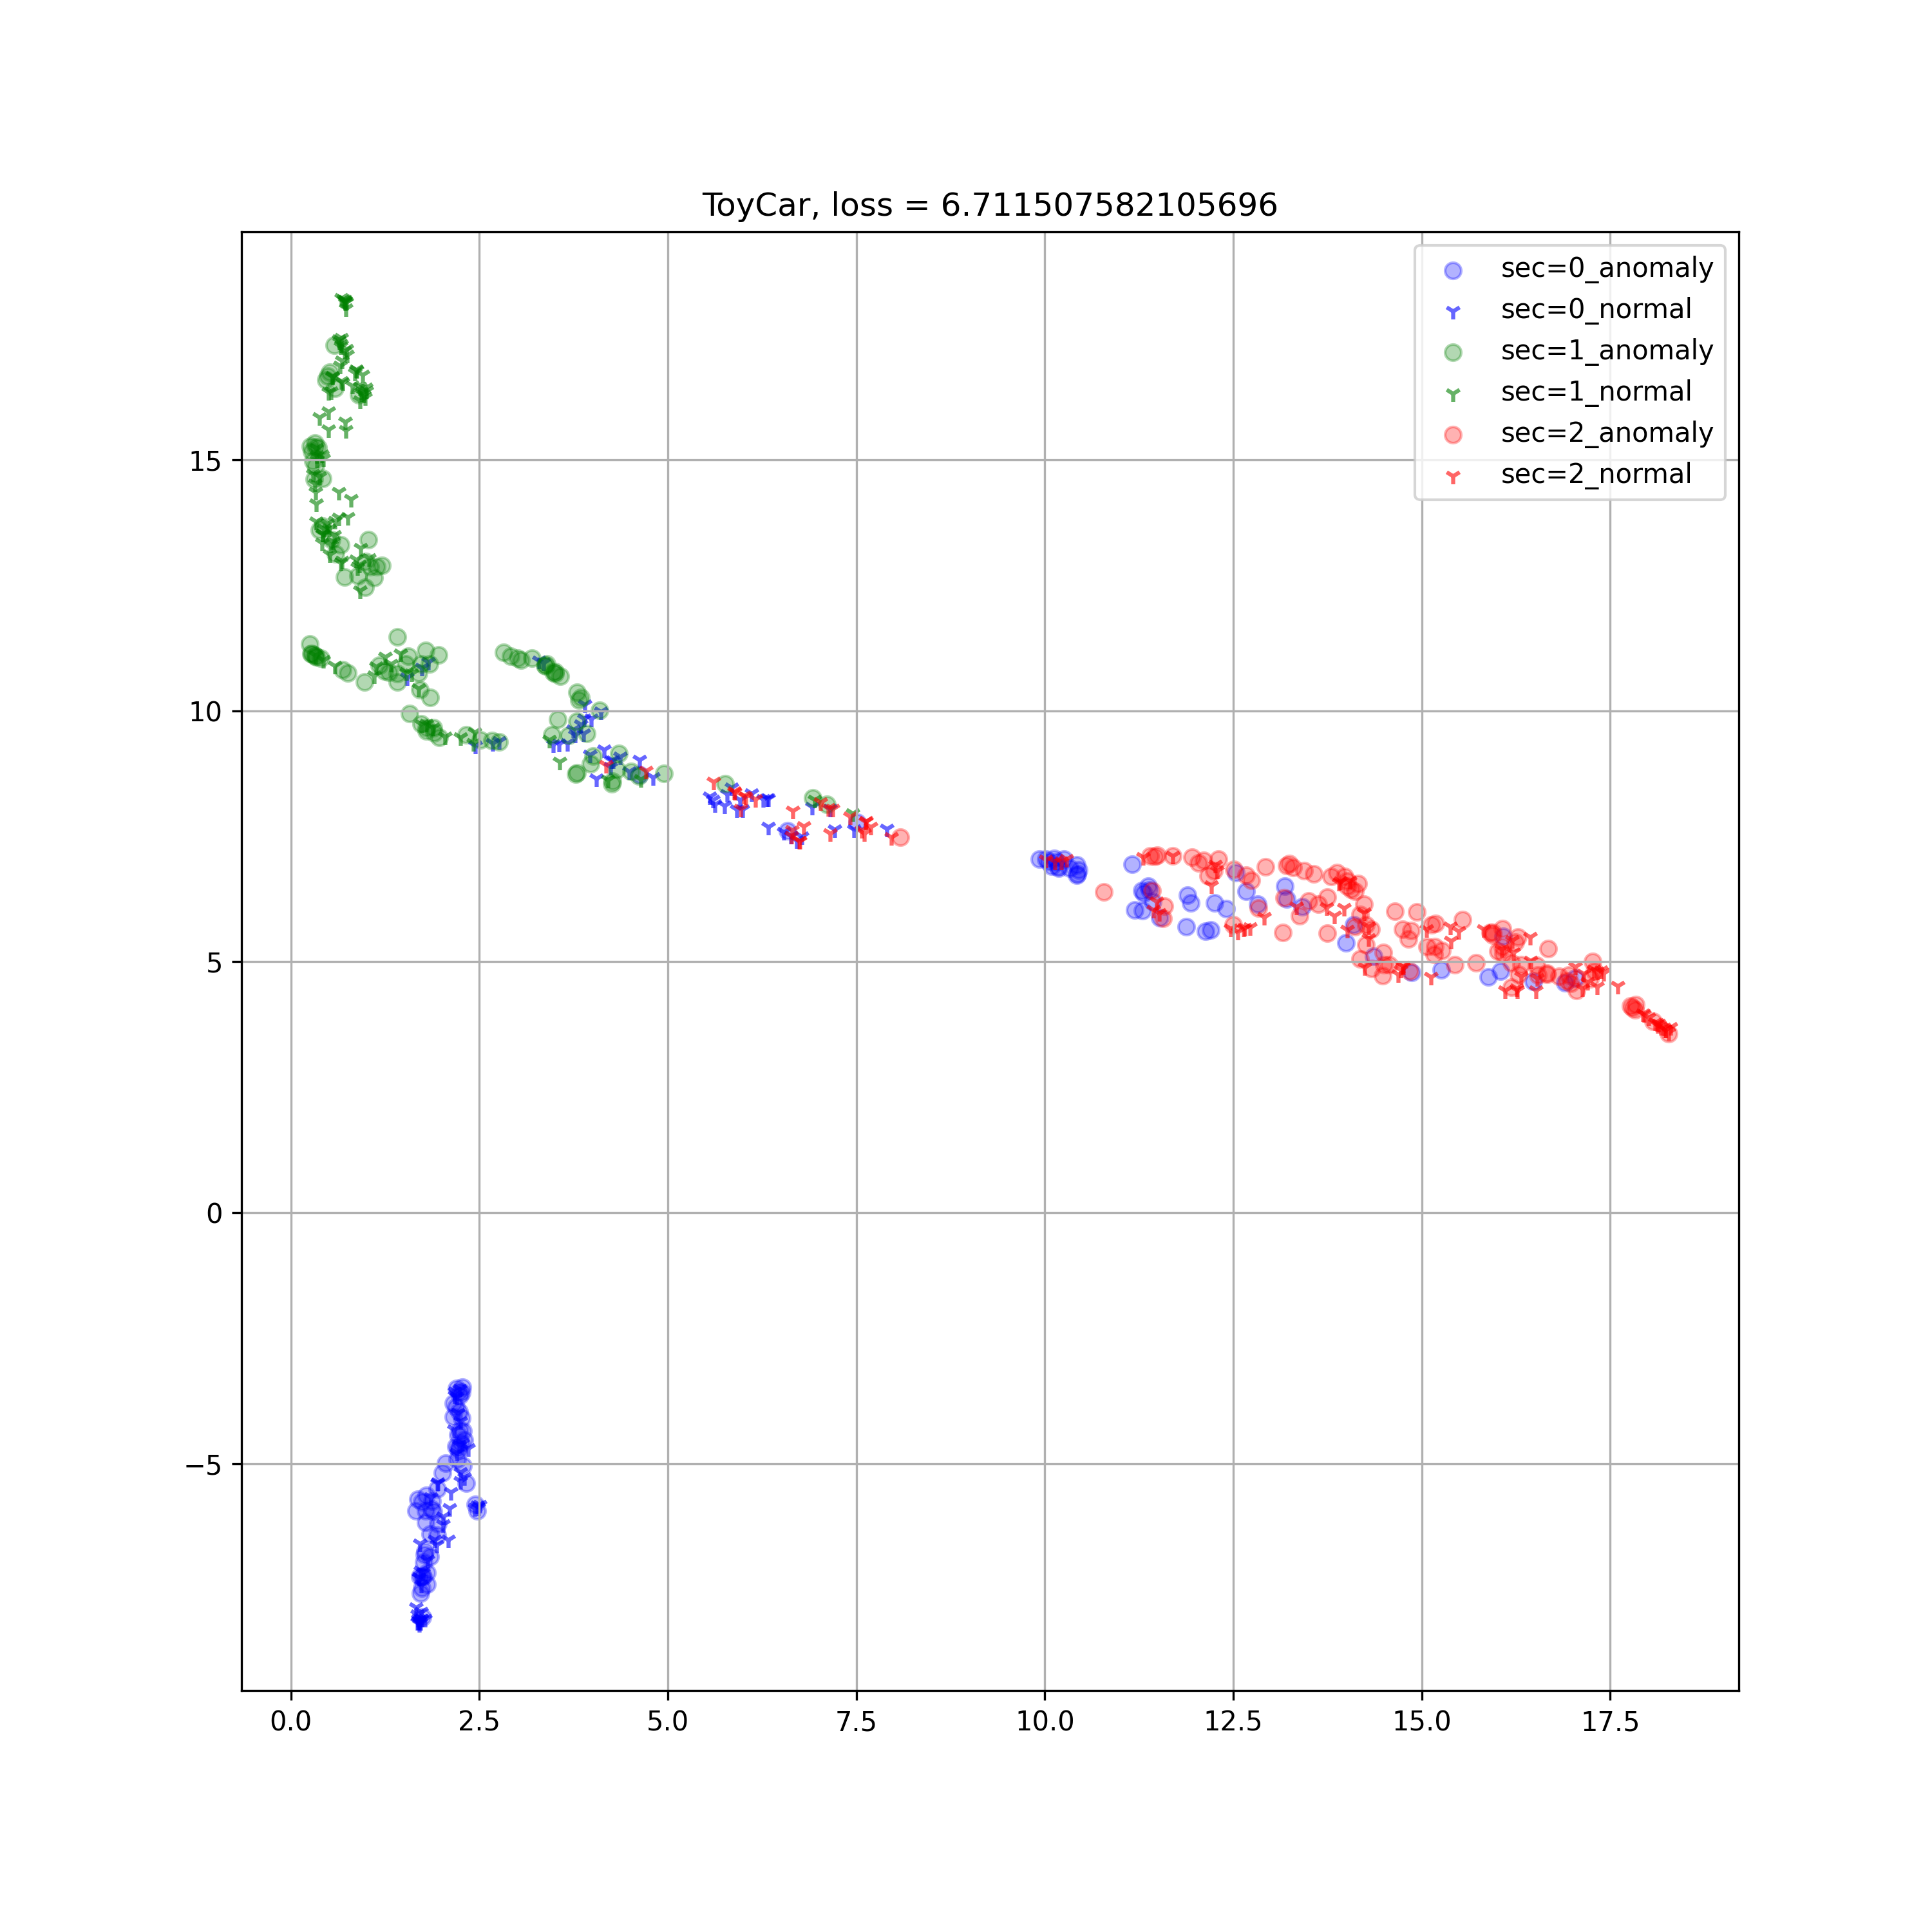 ToyCar, loss = 6.711507582105696
sec=0_anomaly
sec=0_normal
sec=1_anomaly
sec=1_normal
sec=2_anomaly
sec=2_normal
15
10
5
0
−5
0.0 2.5 5.0 7.5 10.0 12.5 15.0 17.5